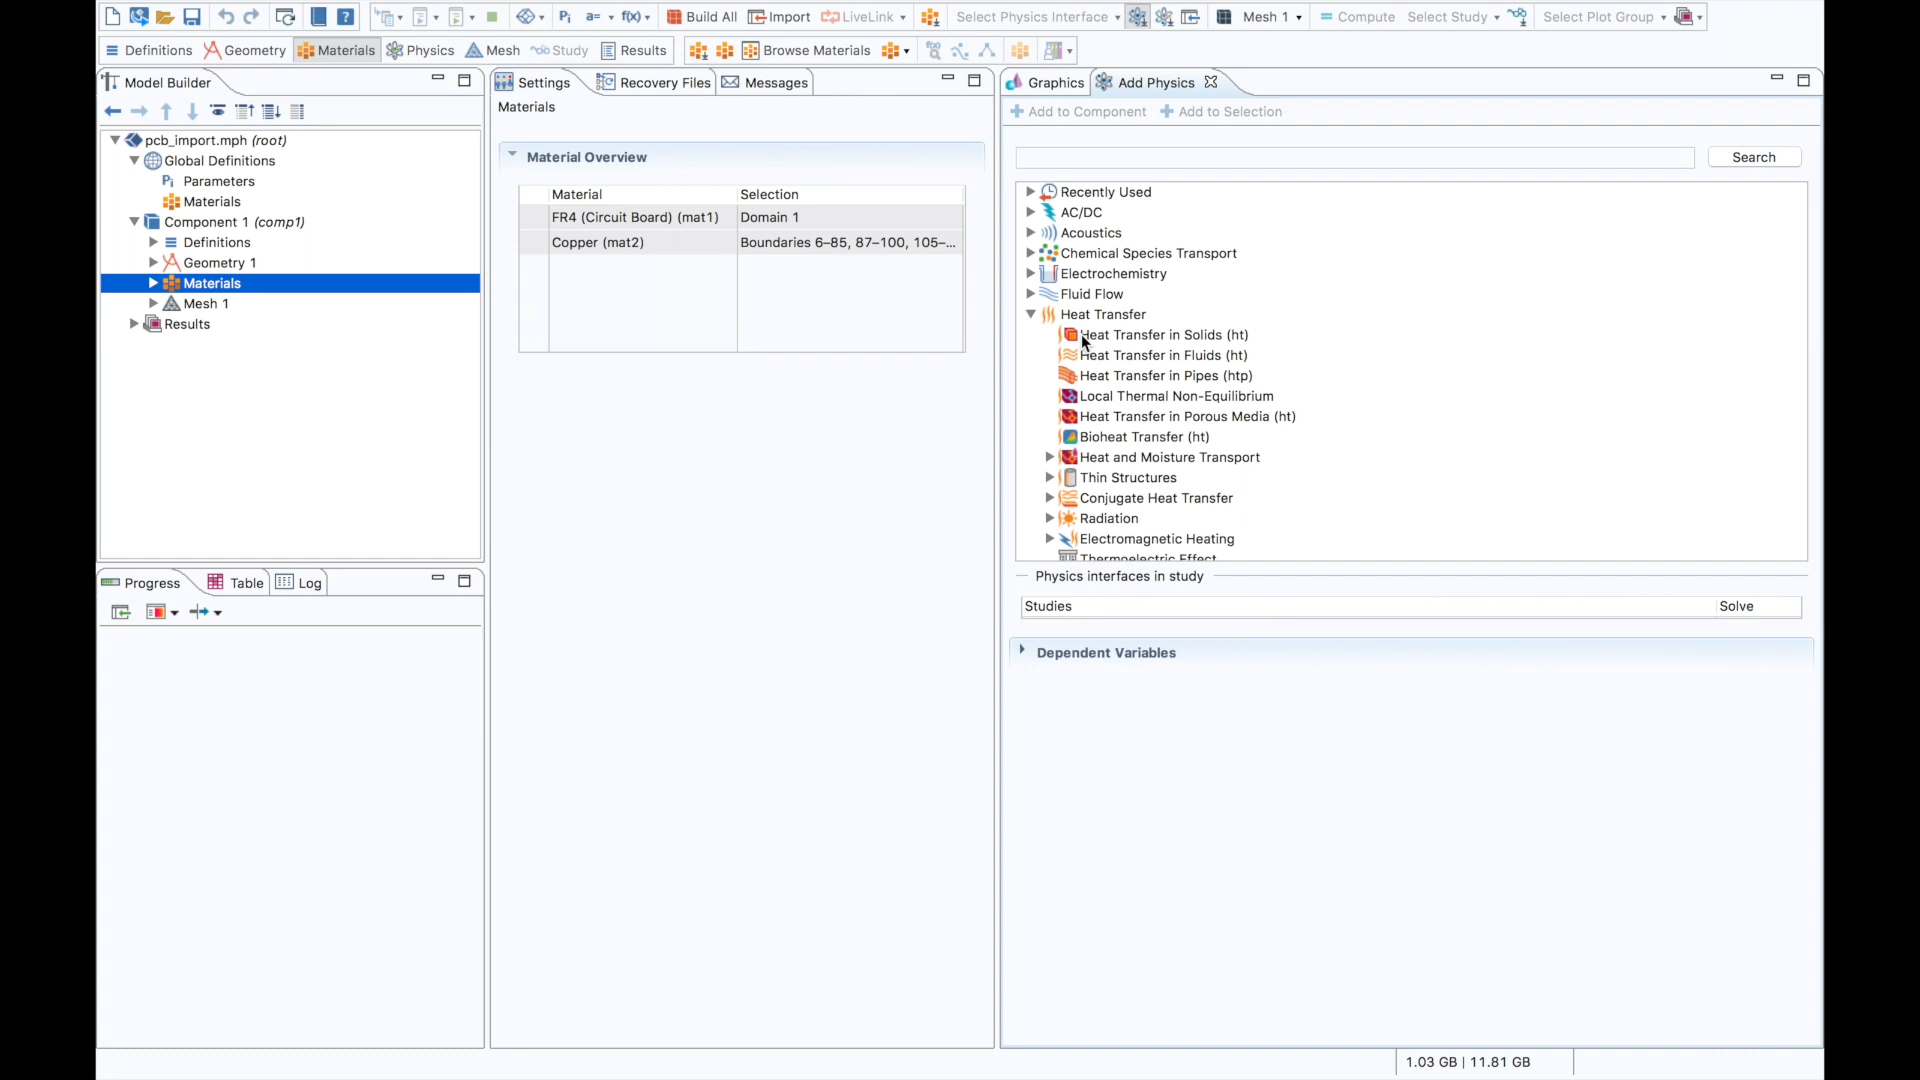 Build All Import LiveLink Select Physics Interface Mesh 1 Compute Select Study Select Plot Group
Definitions Geometry Materials Physics Mesh Study Results Browse Materials
Model Builder
pcb_import.mph (root)
Global Definitions
Parameters
Materials
Component 1 (comp1)
Definitions
Geometry 1
Materials
Mesh 1
Results
Progress Table Log
Settings Recovery Files Messages
Materials
Material Overview
Material Selection
FR4 (Circuit Board) (mat1) Domain 1
Copper (mat2) Boundaries 6–85, 87–100, 105–...
Graphics Add Physics
Add to Component Add to Selection
Search
Recently Used
AC/DC
Acoustics
Chemical Species Transport
Electrochemistry
Fluid Flow
Heat Transfer
Heat Transfer in Solids (ht)
Heat Transfer in Fluids (ht)
Heat Transfer in Pipes (htp)
Local Thermal Non-Equilibrium
Heat Transfer in Porous Media (ht)
Bioheat Transfer (ht)
Heat and Moisture Transport
Thin Structures
Conjugate Heat Transfer
Radiation
Electromagnetic Heating
Thermoelectric Effect
Physics interfaces in study
Studies Solve
Dependent Variables
1.03 GB | 11.81 GB